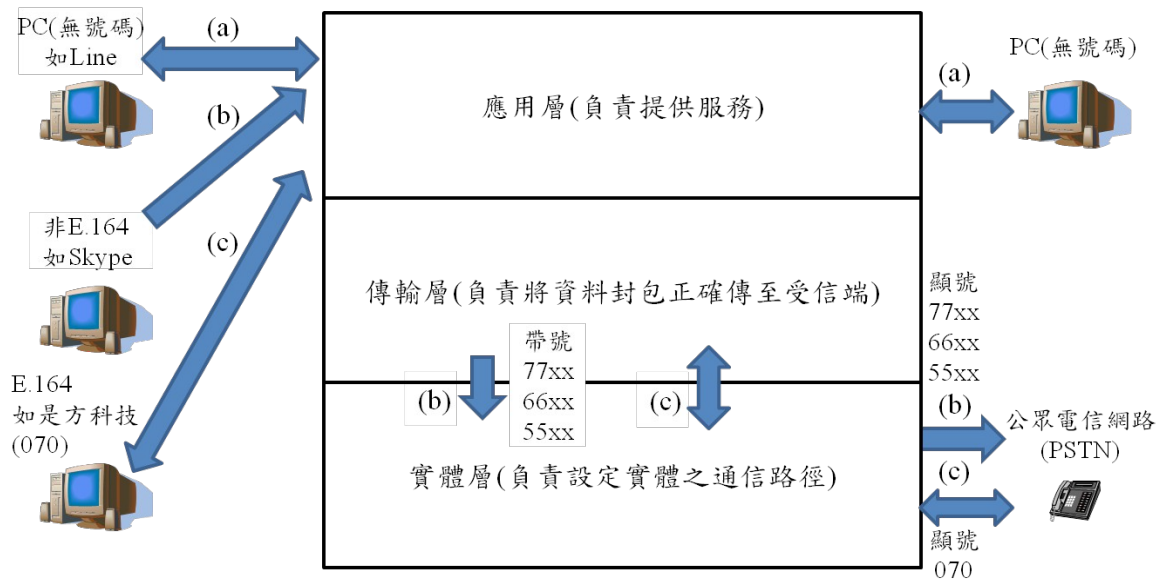 PC(無號碼)
如Line
(a)
(b)
非E.164
如Skype
(c)
E.164
如是方科技
(070)
應用層(負責提供服務)
傳輸層(負責將資料封包正確傳至受信端)
(b)
帶號
77xx
66xx
55xx
(c)
實體層(負責設定實體之通信路徑)
PC(無號碼)
(a)
顯號
77xx
66xx
55xx
(b)
公眾電信網路
(PSTN)
(c)
顯號
070